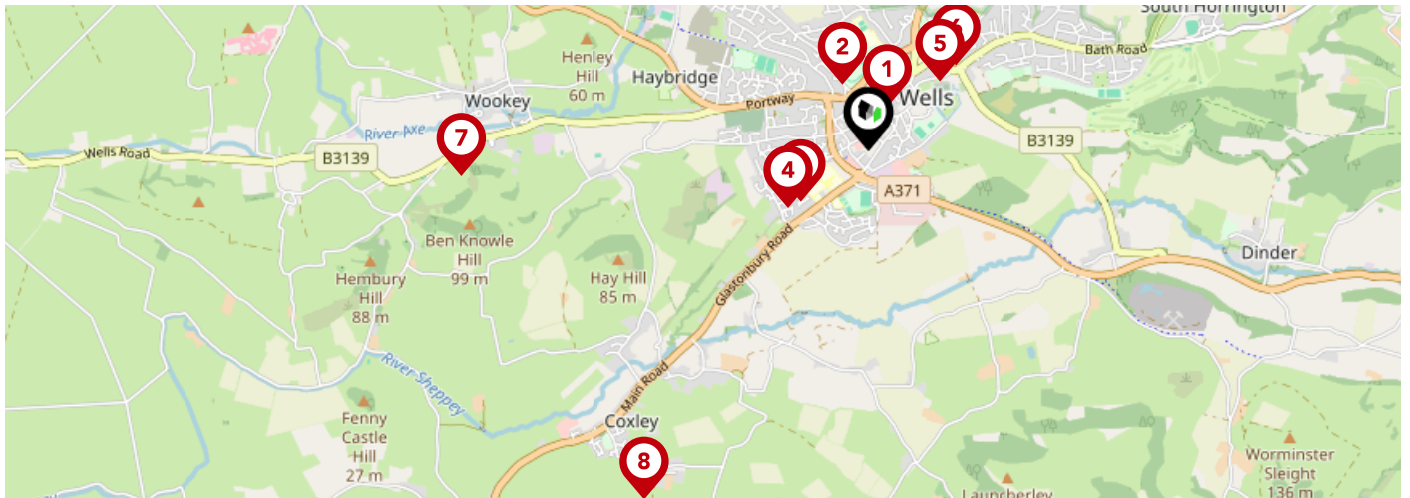 South Horrington
6
2
5
Bath Road
Henley
Hill
60 m
Haybridge
1
Wells
Wookey
Portway
River Axe
7
B3139
B3139
Wells Road
4
A371
Ben Knowle
Hill
99 m
Dinder
Hay Hill
85 m
Hembury
Hill
88 m
Glastonbury Road
River Sheppey
Main Road
Coxley
Fenny
Castle
Hill
27 m
8
Worminster
Sleight
136 m
Launcherley